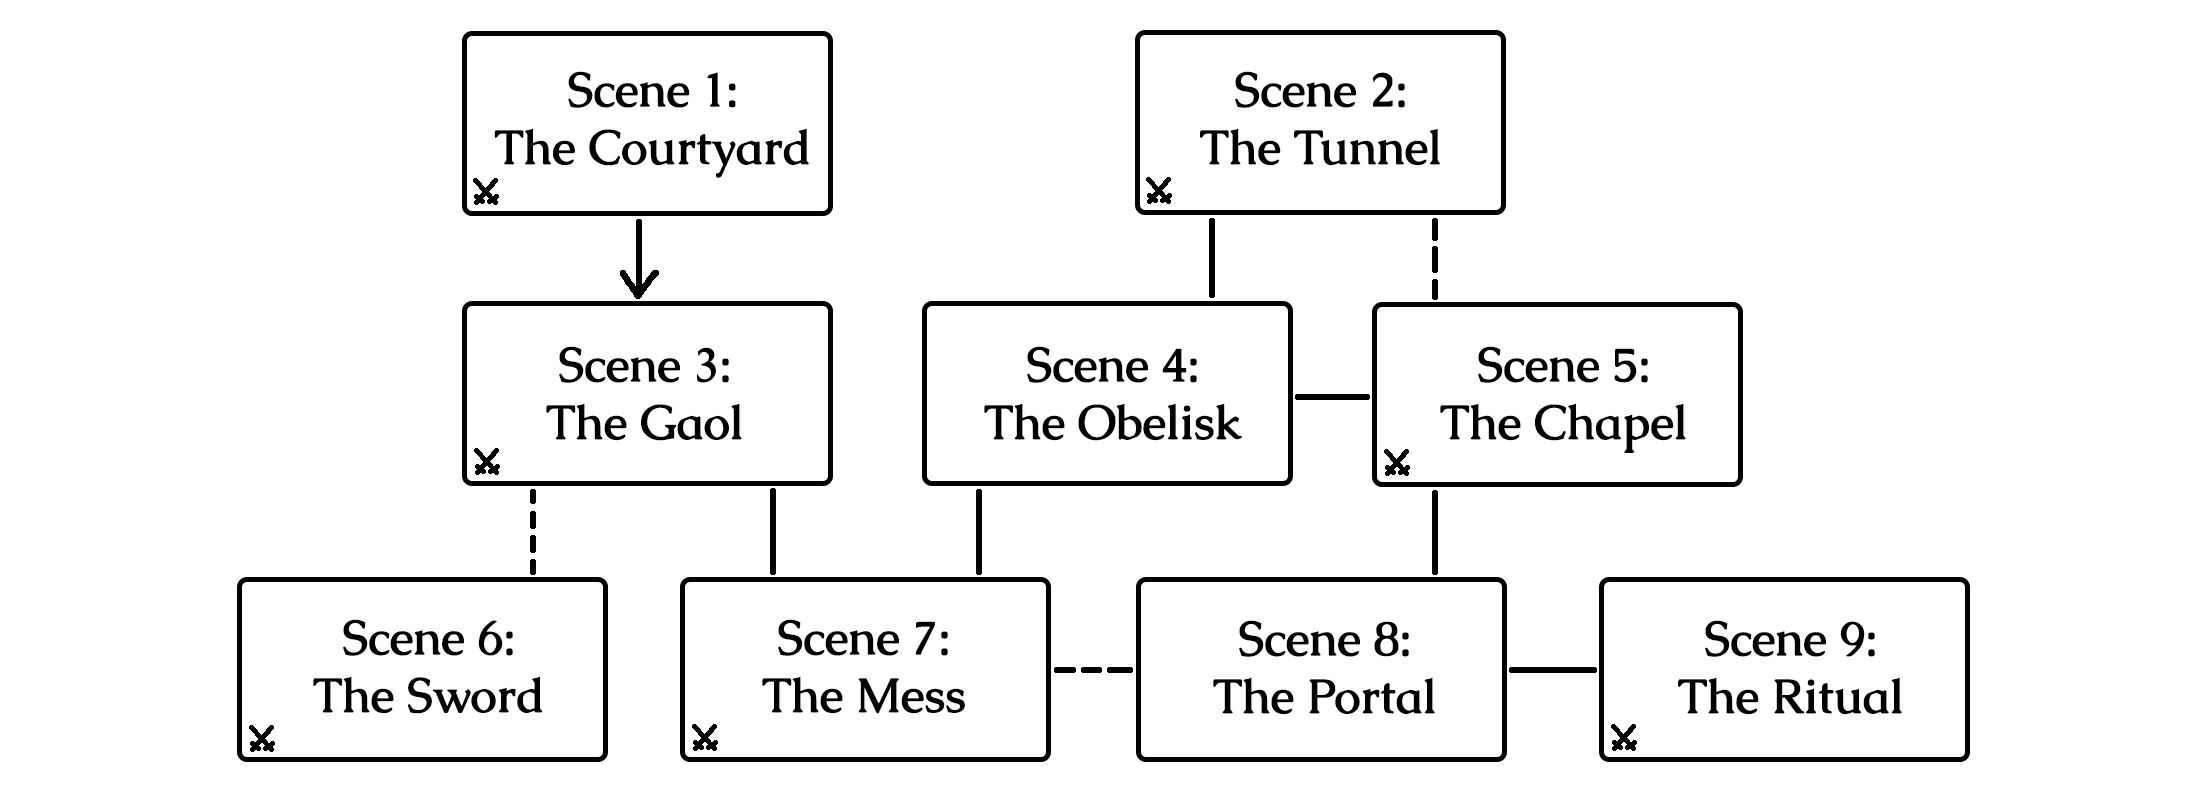 Scene 1:
The Courtyard
Scene 2:
The Tunnel
Scene 3:
The Gaol
Scene 4:
The Obelisk
Scene 5:
The Chapel
Scene 6:
The Sword
Scene 7:
The Mess
Scene 8:
The Portal
Scene 9:
The Ritual